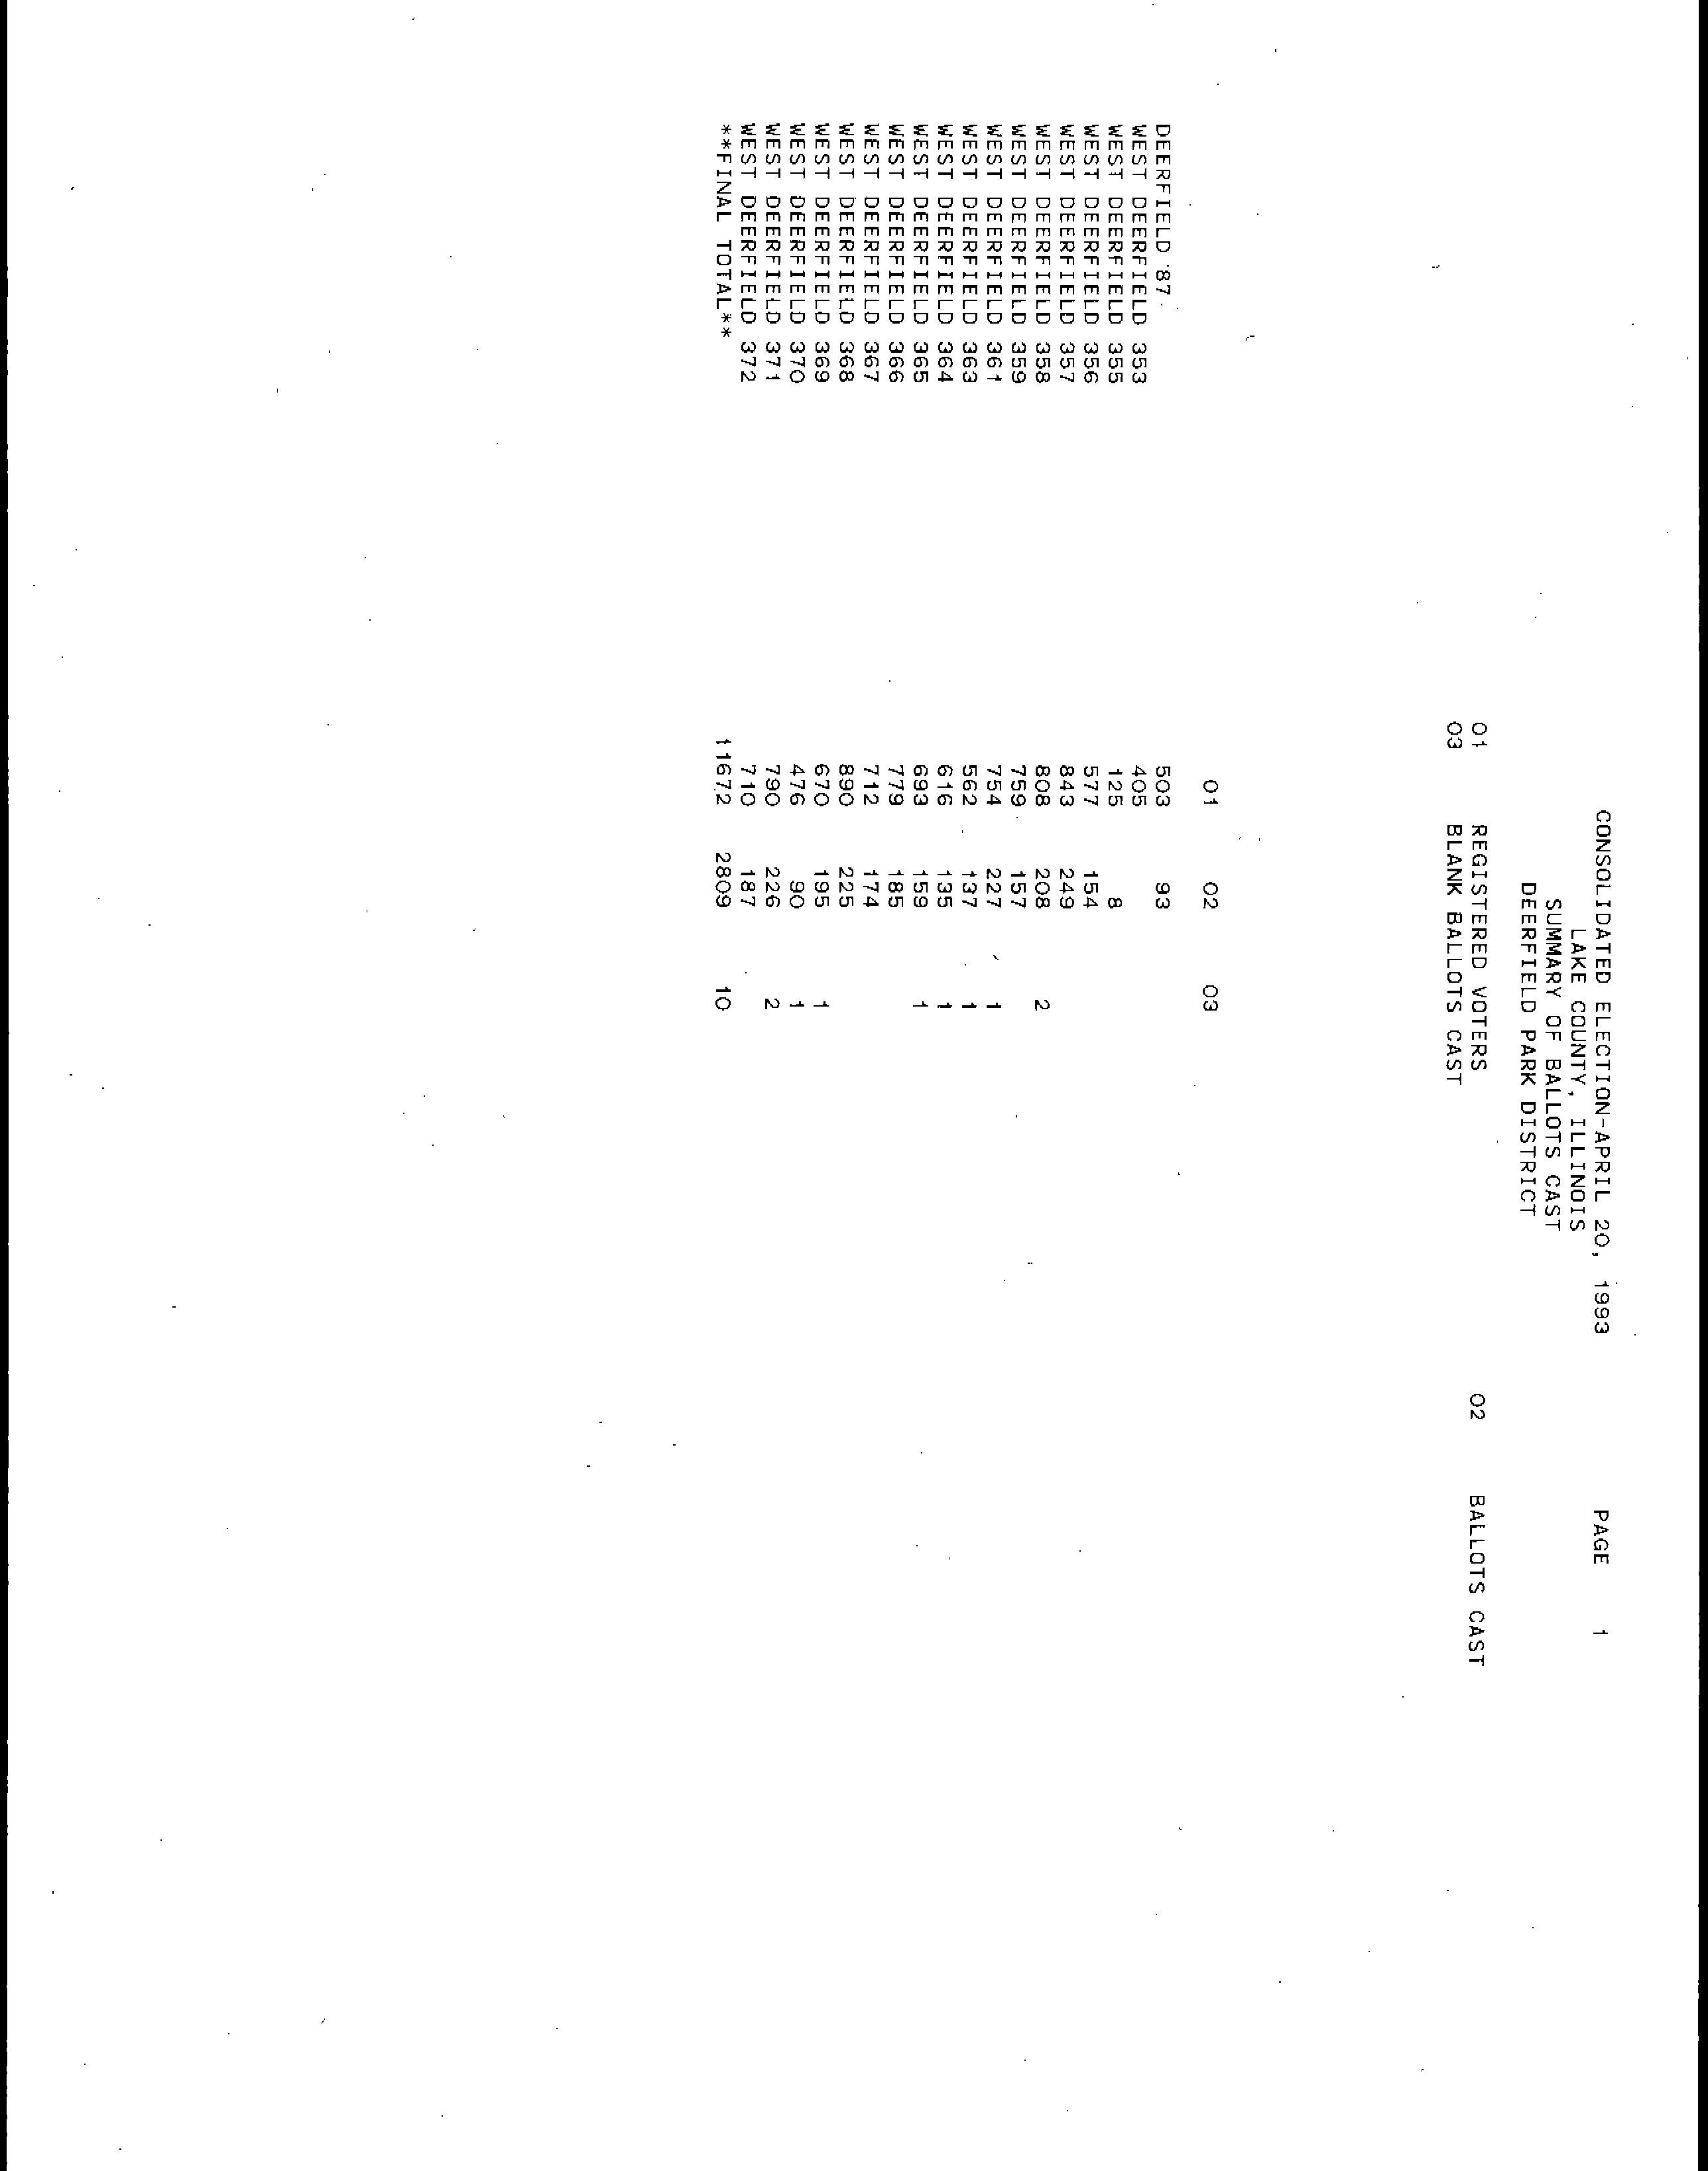 CONSOLIDATED ELECTION-APRIL 20, 1993 PAGE 1
LAKE COUNTY, ILLINOIS
SUMMARY OF BALLOTS CAST
DEERFIELD PARK DISTRICT
01 REGISTERED VOTERS 02 BALLOTS CAST
03 BLANK BALLOTS CAST
01 02 03
DEERFIELD 87 503 93
WEST DEERFIELD 353 405
WEST DEERFIELD 355 125 8
WEST DEERFIELD 356 577 154
WEST DEERFIELD 357 843 249
WEST DEERFIELD 358 808 208 2
WEST DEERFIELD 359 759 157
WEST DEERFIELD 361 754 227 1
WEST DEERFIELD 363 562 137 1
WEST DEERFIELD 364 616 135 1
WEST DEERFIELD 365 693 159 1
WEST DEERFIELD 366 779 185
WEST DEERFIELD 367 712 174
WEST DEERFIELD 368 890 225
WEST DEERFIELD 369 670 195 1
WEST DEERFIELD 370 476 90 1
WEST DEERFIELD 371 790 226 2
WEST DEERFIELD 372 710 187
**FINAL TOTAL** 11672 2809 10